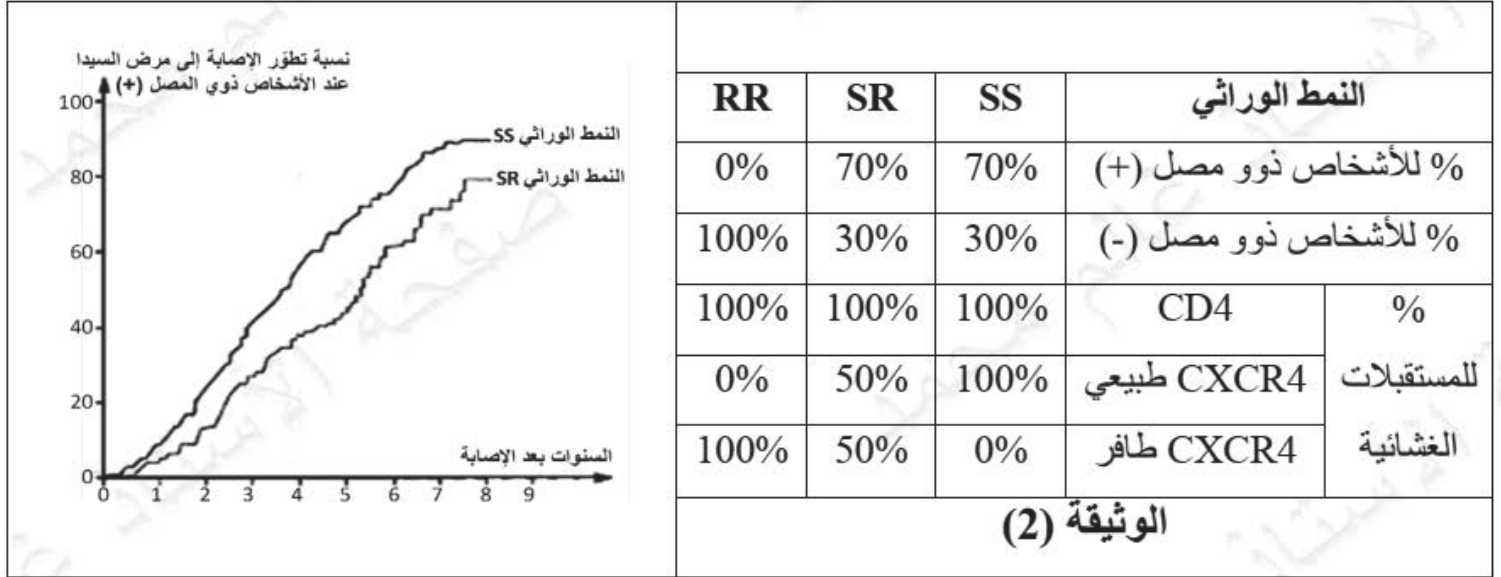 نسبة تطوّر الإصابة إلى مرض السيدا
عند الأشخاص ذوي المصل (+)
100
80
60
40
20
0
النمط الوراثي SS
النمط الوراثي SR
السنوات بعد الإصابة
0 1 2 3 4 5 6 7 8 9
النمط الوراثي SS SR RR
% للأشخاص ذوو مصل (+) 70% 70% 0%
% للأشخاص ذوو مصل (-) 30% 30% 100%
% للمستقبلات الغشائية
CD4 100% 100% 100%
CXCR4 طبيعي 100% 50% 0%
CXCR4 طافر 0% 50% 100%
الوثيقة (2)
صفحة الأستاذ